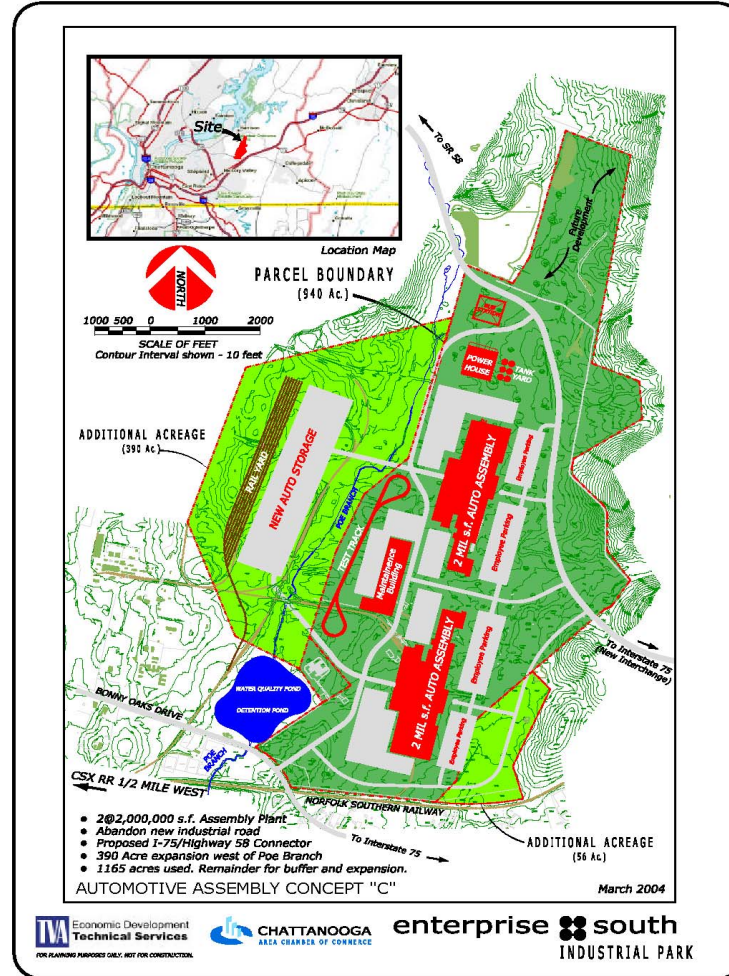 Site
Location Map
NORTH
1000 500 0 1000 2000
SCALE OF FEET
Contour Interval shown - 10 feet
To SR 58
Future
Development
PARCEL BOUNDARY
(940 Ac.)
POWER
HOUSE
TANK
YARD
ADDITIONAL ACREAGE
(390 Ac.)
RAIL YARD
NEW AUTO STORAGE
POE BRANCH
TEST TRACK
Maintainence
Building
2 MIL s.f. AUTO ASSEMBLY
Employee Parking
Employee Parking
2 MIL s.f. AUTO ASSEMBLY
Employee Parking
Employee Parking
To Interstate 75
(New Interchange)
WATER QUALITY POND
DETENTION POND
BONNY OAKS DRIVE
POE
BRANCH
CSX RR 1/2 MILE WEST
NORFOLK SOUTHERN RAILWAY
To Interstate 75
ADDITIONAL ACREAGE
(56 Ac.)
● 2@2,000,000 s.f. Assembly Plant
● Abandon new industrial road
● Proposed I-75/Highway 58 Connector
● 390 Acre expansion west of Poe Branch
● 1165 acres used. Remainder for buffer and expansion.
AUTOMOTIVE ASSEMBLY CONCEPT "C"
March 2004
TVA Economic Development
Technical Services
FOR PLANNING PURPOSES ONLY. NOT FOR CONSTRUCTION.
CHATTANOOGA
AREA CHAMBER OF COMMERCE
enterprise south
INDUSTRIAL PARK